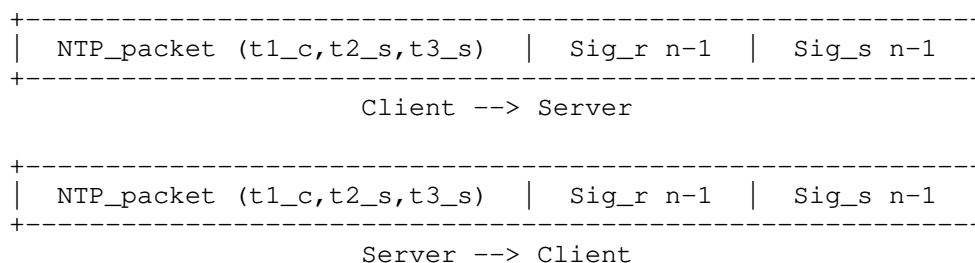 +---------------------------------------------------------------
| NTP_packet (t1_c,t2_s,t3_s) | Sig_r n-1 | Sig_s n-1
+---------------------------------------------------------------
Client --> Server
+---------------------------------------------------------------
| NTP_packet (t1_c,t2_s,t3_s) | Sig_r n-1 | Sig_s n-1
+---------------------------------------------------------------
Server --> Client